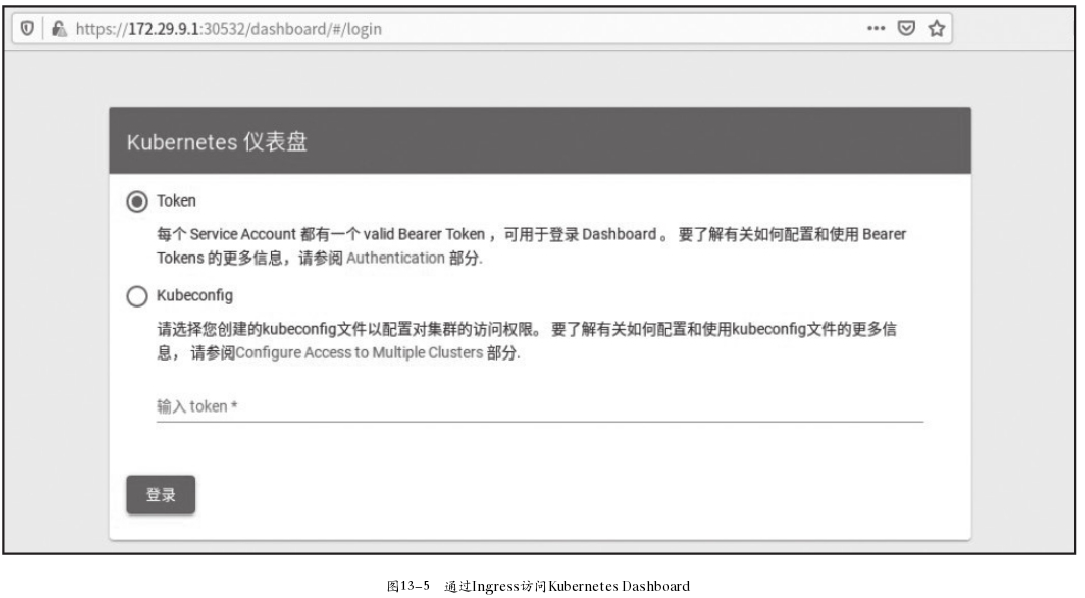 https://172.29.9.1:30532/dashboard/#/login
Kubernetes 仪表盘
Token
每个 Service Account 都有一个 valid Bearer Token ，可用于登录 Dashboard 。 要了解有关如何配置和使用 Bearer
Tokens 的更多信息，请参阅 Authentication 部分.
Kubeconfig
请选择您创建的kubeconfig文件以配置对集群的访问权限。 要了解有关如何配置和使用kubeconfig文件的更多信
息， 请参阅Configure Access to Multiple Clusters 部分.
输入 token *
登录
图13-5 通过Ingress访问Kubernetes Dashboard